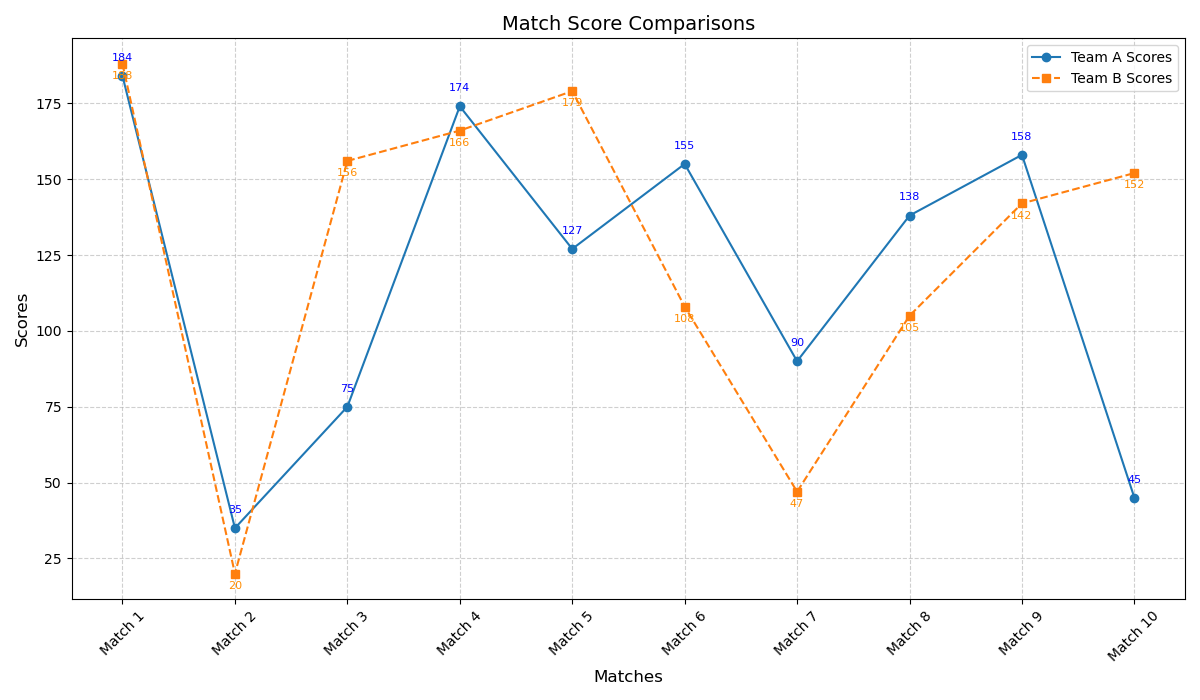 Match Score Comparisons
Team A Scores
Team B Scores
184
188
179
174
175
166
158
155
156
152
150
142
138
127
125
108
105
100
90
75
75
50
47
45
35
25
20
Scores
Match 1
Match 2
Match 3
Match 4
Match 5
Match 6
Match 7
Match 8
Match 9
Match 10
Matches